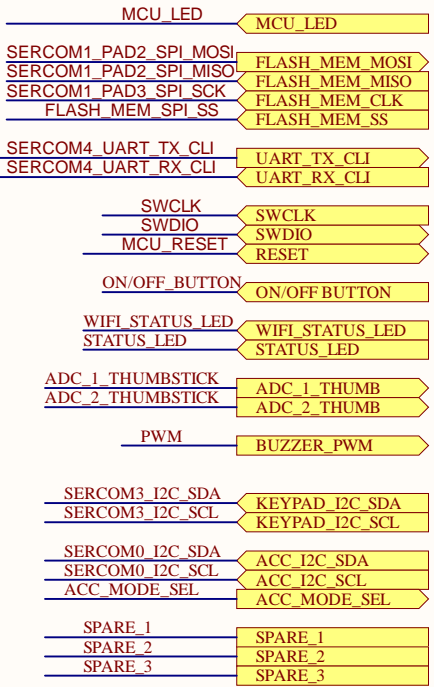 MCU_LED MCU_LED
SERCOM1_PAD2_SPI_MOSI FLASH_MEM_MOSI
SERCOM1_PAD2_SPI_MISO FLASH_MEM_MISO
SERCOM1_PAD3_SPI_SCK FLASH_MEM_CLK
FLASH_MEM_SPI_SS FLASH_MEM_SS
SERCOM4_UART_TX_CLI UART_TX_CLI
SERCOM4_UART_RX_CLI UART_RX_CLI
SWCLK SWCLK
SWDIO SWDIO
MCU_RESET RESET
ON/OFF_BUTTON ON/OFF BUTTON
WIFI_STATUS_LED WIFI_STATUS_LED
STATUS_LED STATUS_LED
ADC_1_THUMBSTICK ADC_1_THUMB
ADC_2_THUMBSTICK ADC_2_THUMB
PWM BUZZER_PWM
SERCOM3_I2C_SDA KEYPAD_I2C_SDA
SERCOM3_I2C_SCL KEYPAD_I2C_SCL
SERCOM0_I2C_SDA ACC_I2C_SDA
SERCOM0_I2C_SCL ACC_I2C_SCL
ACC_MODE_SEL ACC_MODE_SEL
SPARE_1 SPARE_1
SPARE_2 SPARE_2
SPARE_3 SPARE_3